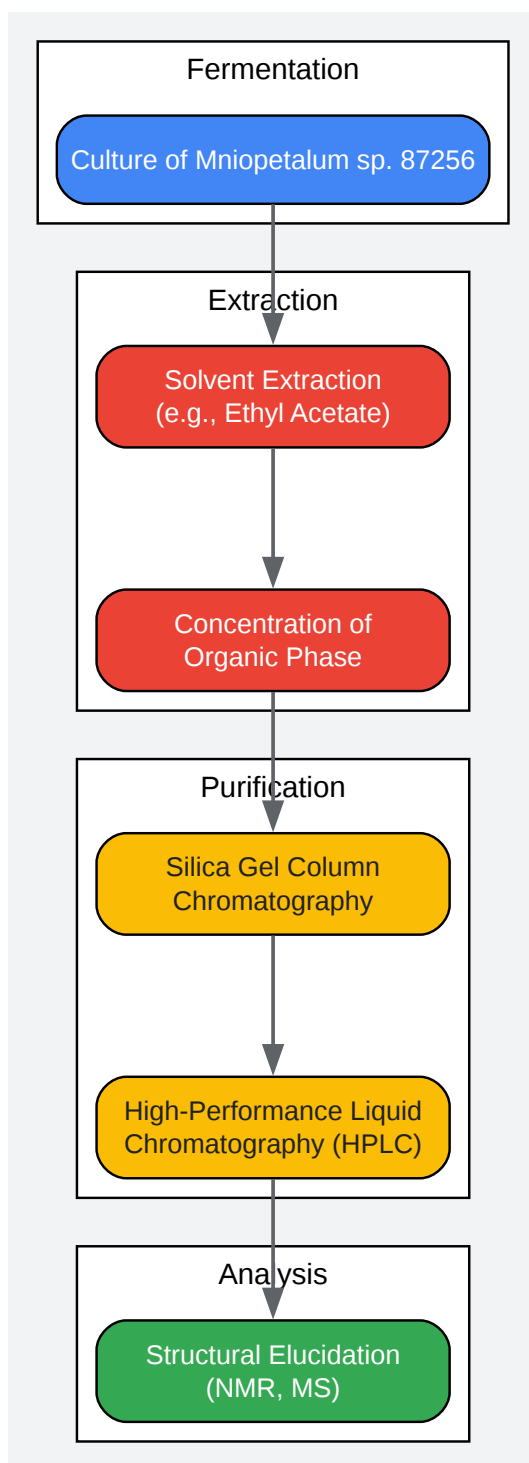 Fermentation
Culture of Mniopetalum sp. 87256
Extraction
Solvent Extraction
(e.g., Ethyl Acetate)
Concentration of
Organic Phase
Purification
Silica Gel Column
Chromatography
High-Performance Liquid
Chromatography (HPLC)
Analysis
Structural Elucidation
(NMR, MS)